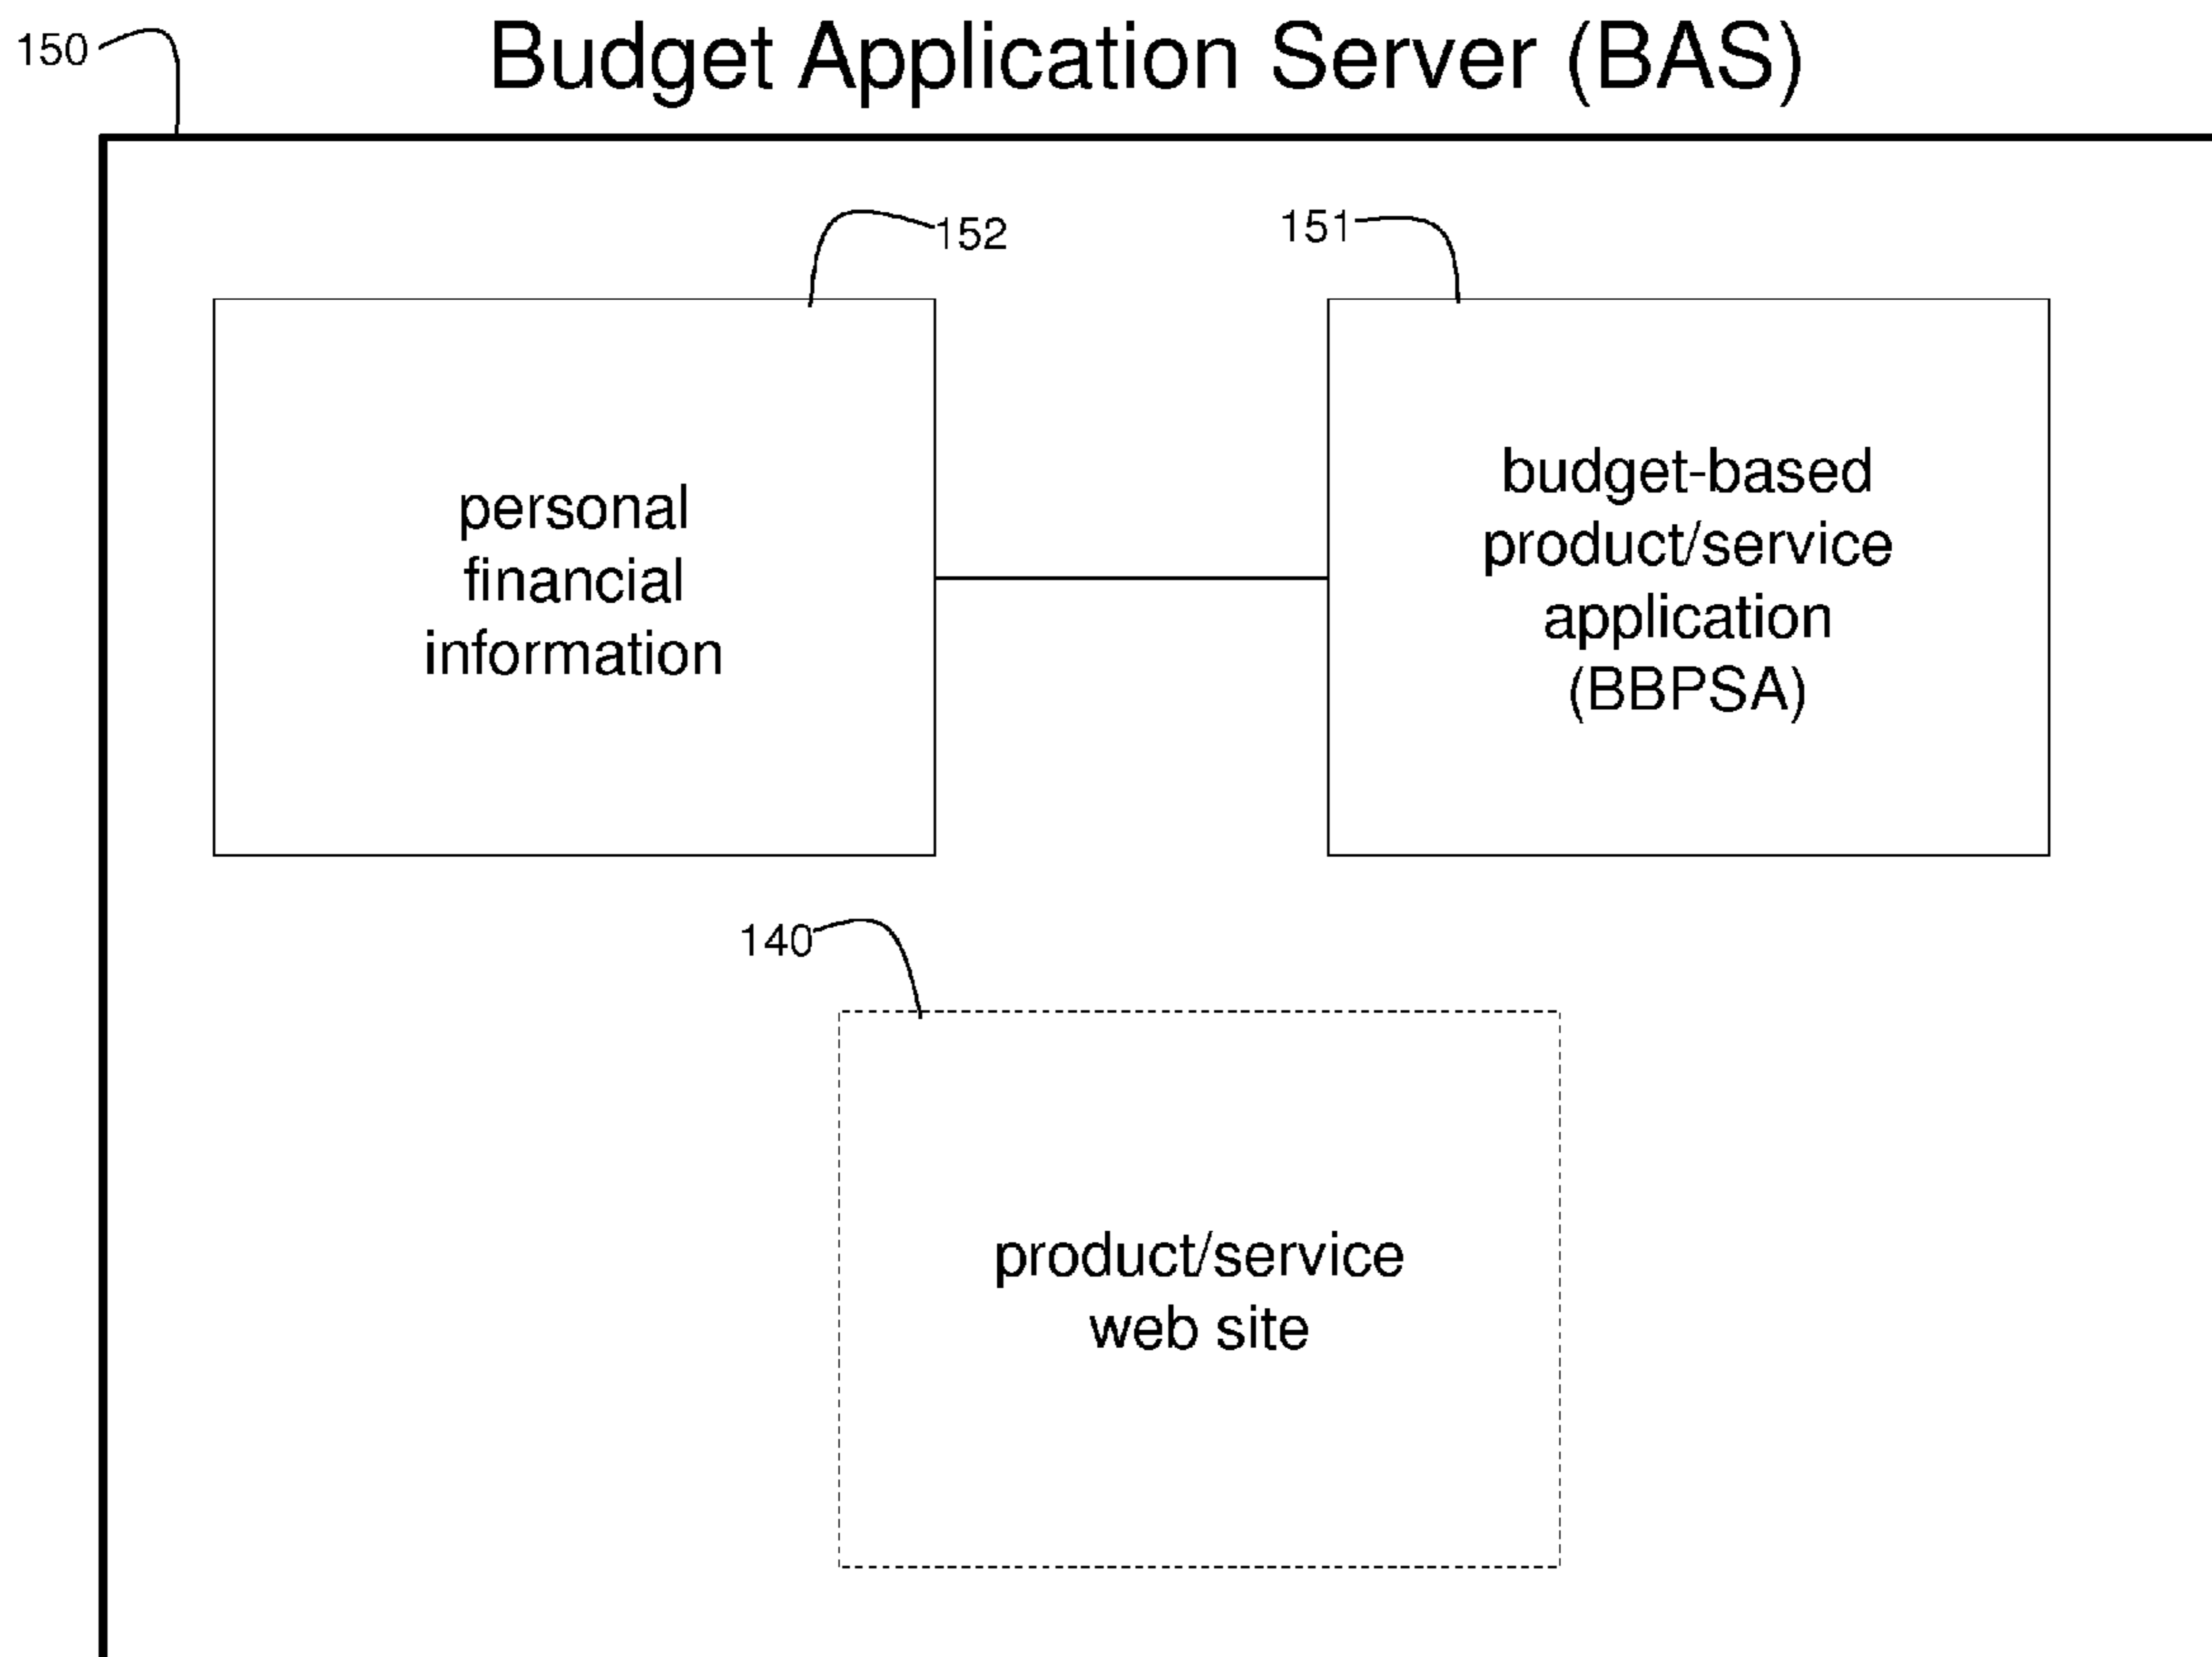 150
Budget Application Server (BAS)
152
151
personal
financial
information
budget-based
product/service
application
(BBPSA)
140
product/service
web site